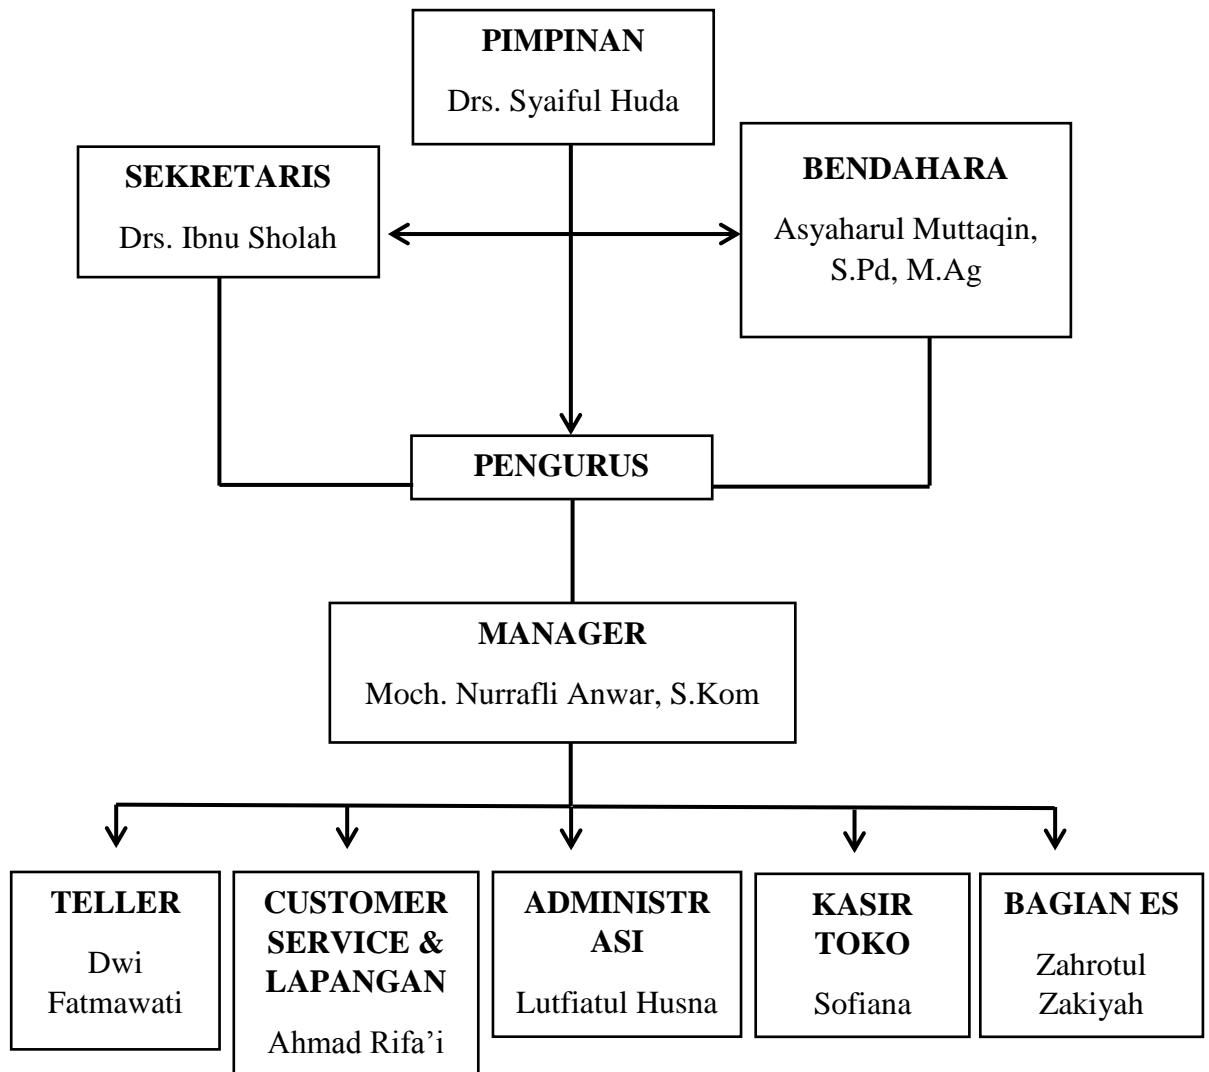 PIMPINAN
Drs. Syaiful Huda
SEKRETARIS
Drs. Ibnu Sholah
BENDAHARA
Asyaharul Muttaqin,
S.Pd, M.Ag
PENGURUS
MANAGER
Moch. Nurrafli Anwar, S.Kom
TELLER
Dwi
Fatmawati
CUSTOMER
SERVICE &
LAPANGAN
Ahmad Rifa’i
ADMINISTR
ASI
Lutfiatul Husna
KASIR
TOKO
Sofiana
BAGIAN ES
Zahrotul
Zakiyah